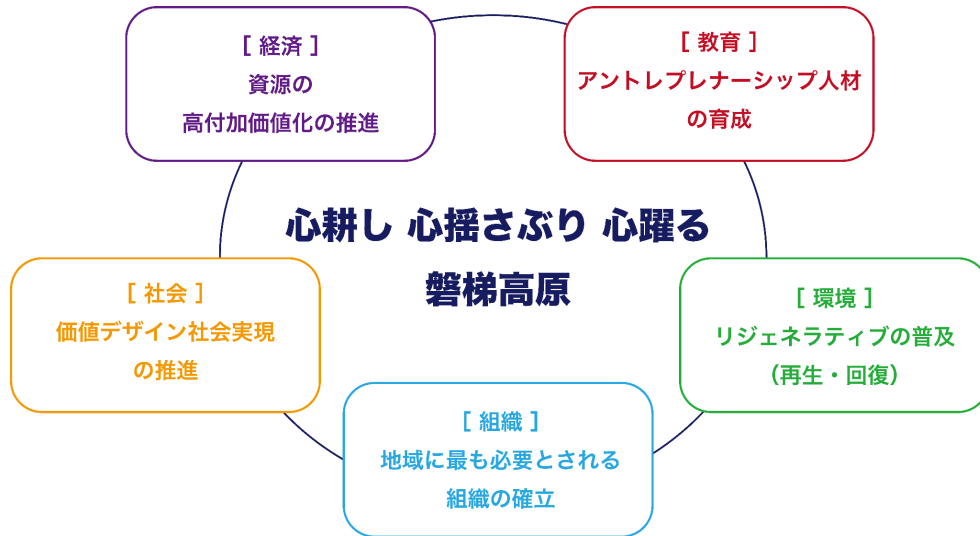 [ 経済 ]
資源の
高付加価値化の推進
[ 教育 ]
アントレプレナーシップ人材
の育成
心耕し 心揺さぶり 心躍る
磐梯高原
[ 社会 ]
価値デザイン社会実現
の推進
[ 環境 ]
リジェネラティブの普及
（再生・回復）
[ 組織 ]
地域に最も必要とされる
組織の確立